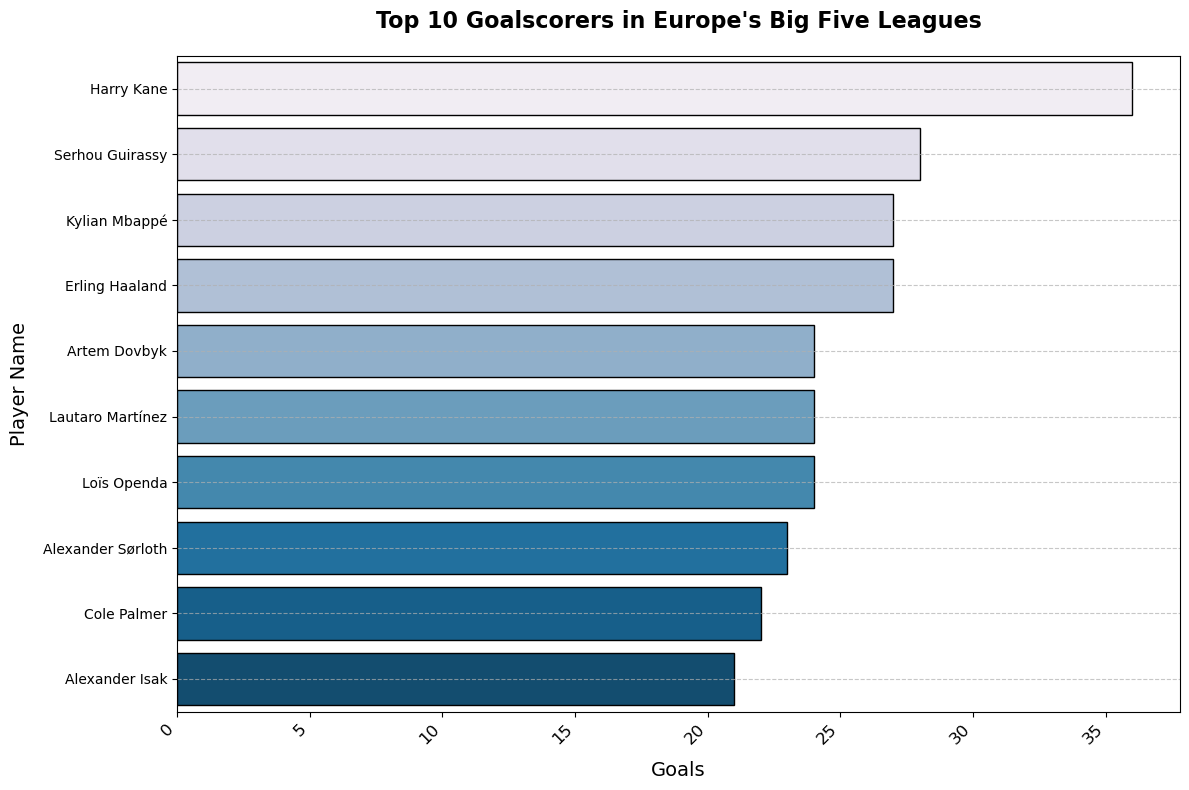 Top 10 Goalscorers in Europe's Big Five Leagues
Player Name
Harry Kane
Serhou Guirassy
Kylian Mbappé
Erling Haaland
Artem Dovbyk
Lautaro Martínez
Loïs Openda
Alexander Sørloth
Cole Palmer
Alexander Isak
0 5 10 15 20 25 30 35
Goals